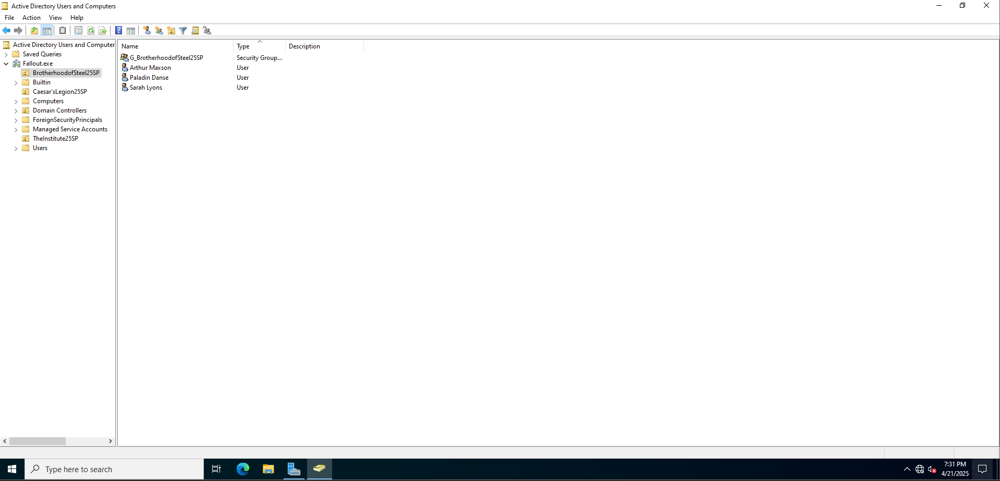 Active Directory Users and Computers
File Action View Help
Active Directory Users and Computer
Saved Queries
Fallout.exe
BrotherhoodofSteel25SP
Builtin
Caesar'sLegion25SP
Computers
Domain Controllers
ForeignSecurityPrincipals
Managed Service Accounts
TheInstitute25SP
Users
Name Type Description
G_BrotherhoodofSteel25SP Security Group...
Arthur Maxson User
Paladin Danse User
Sarah Lyons User
Type here to search
7:31 PM
4/21/2025